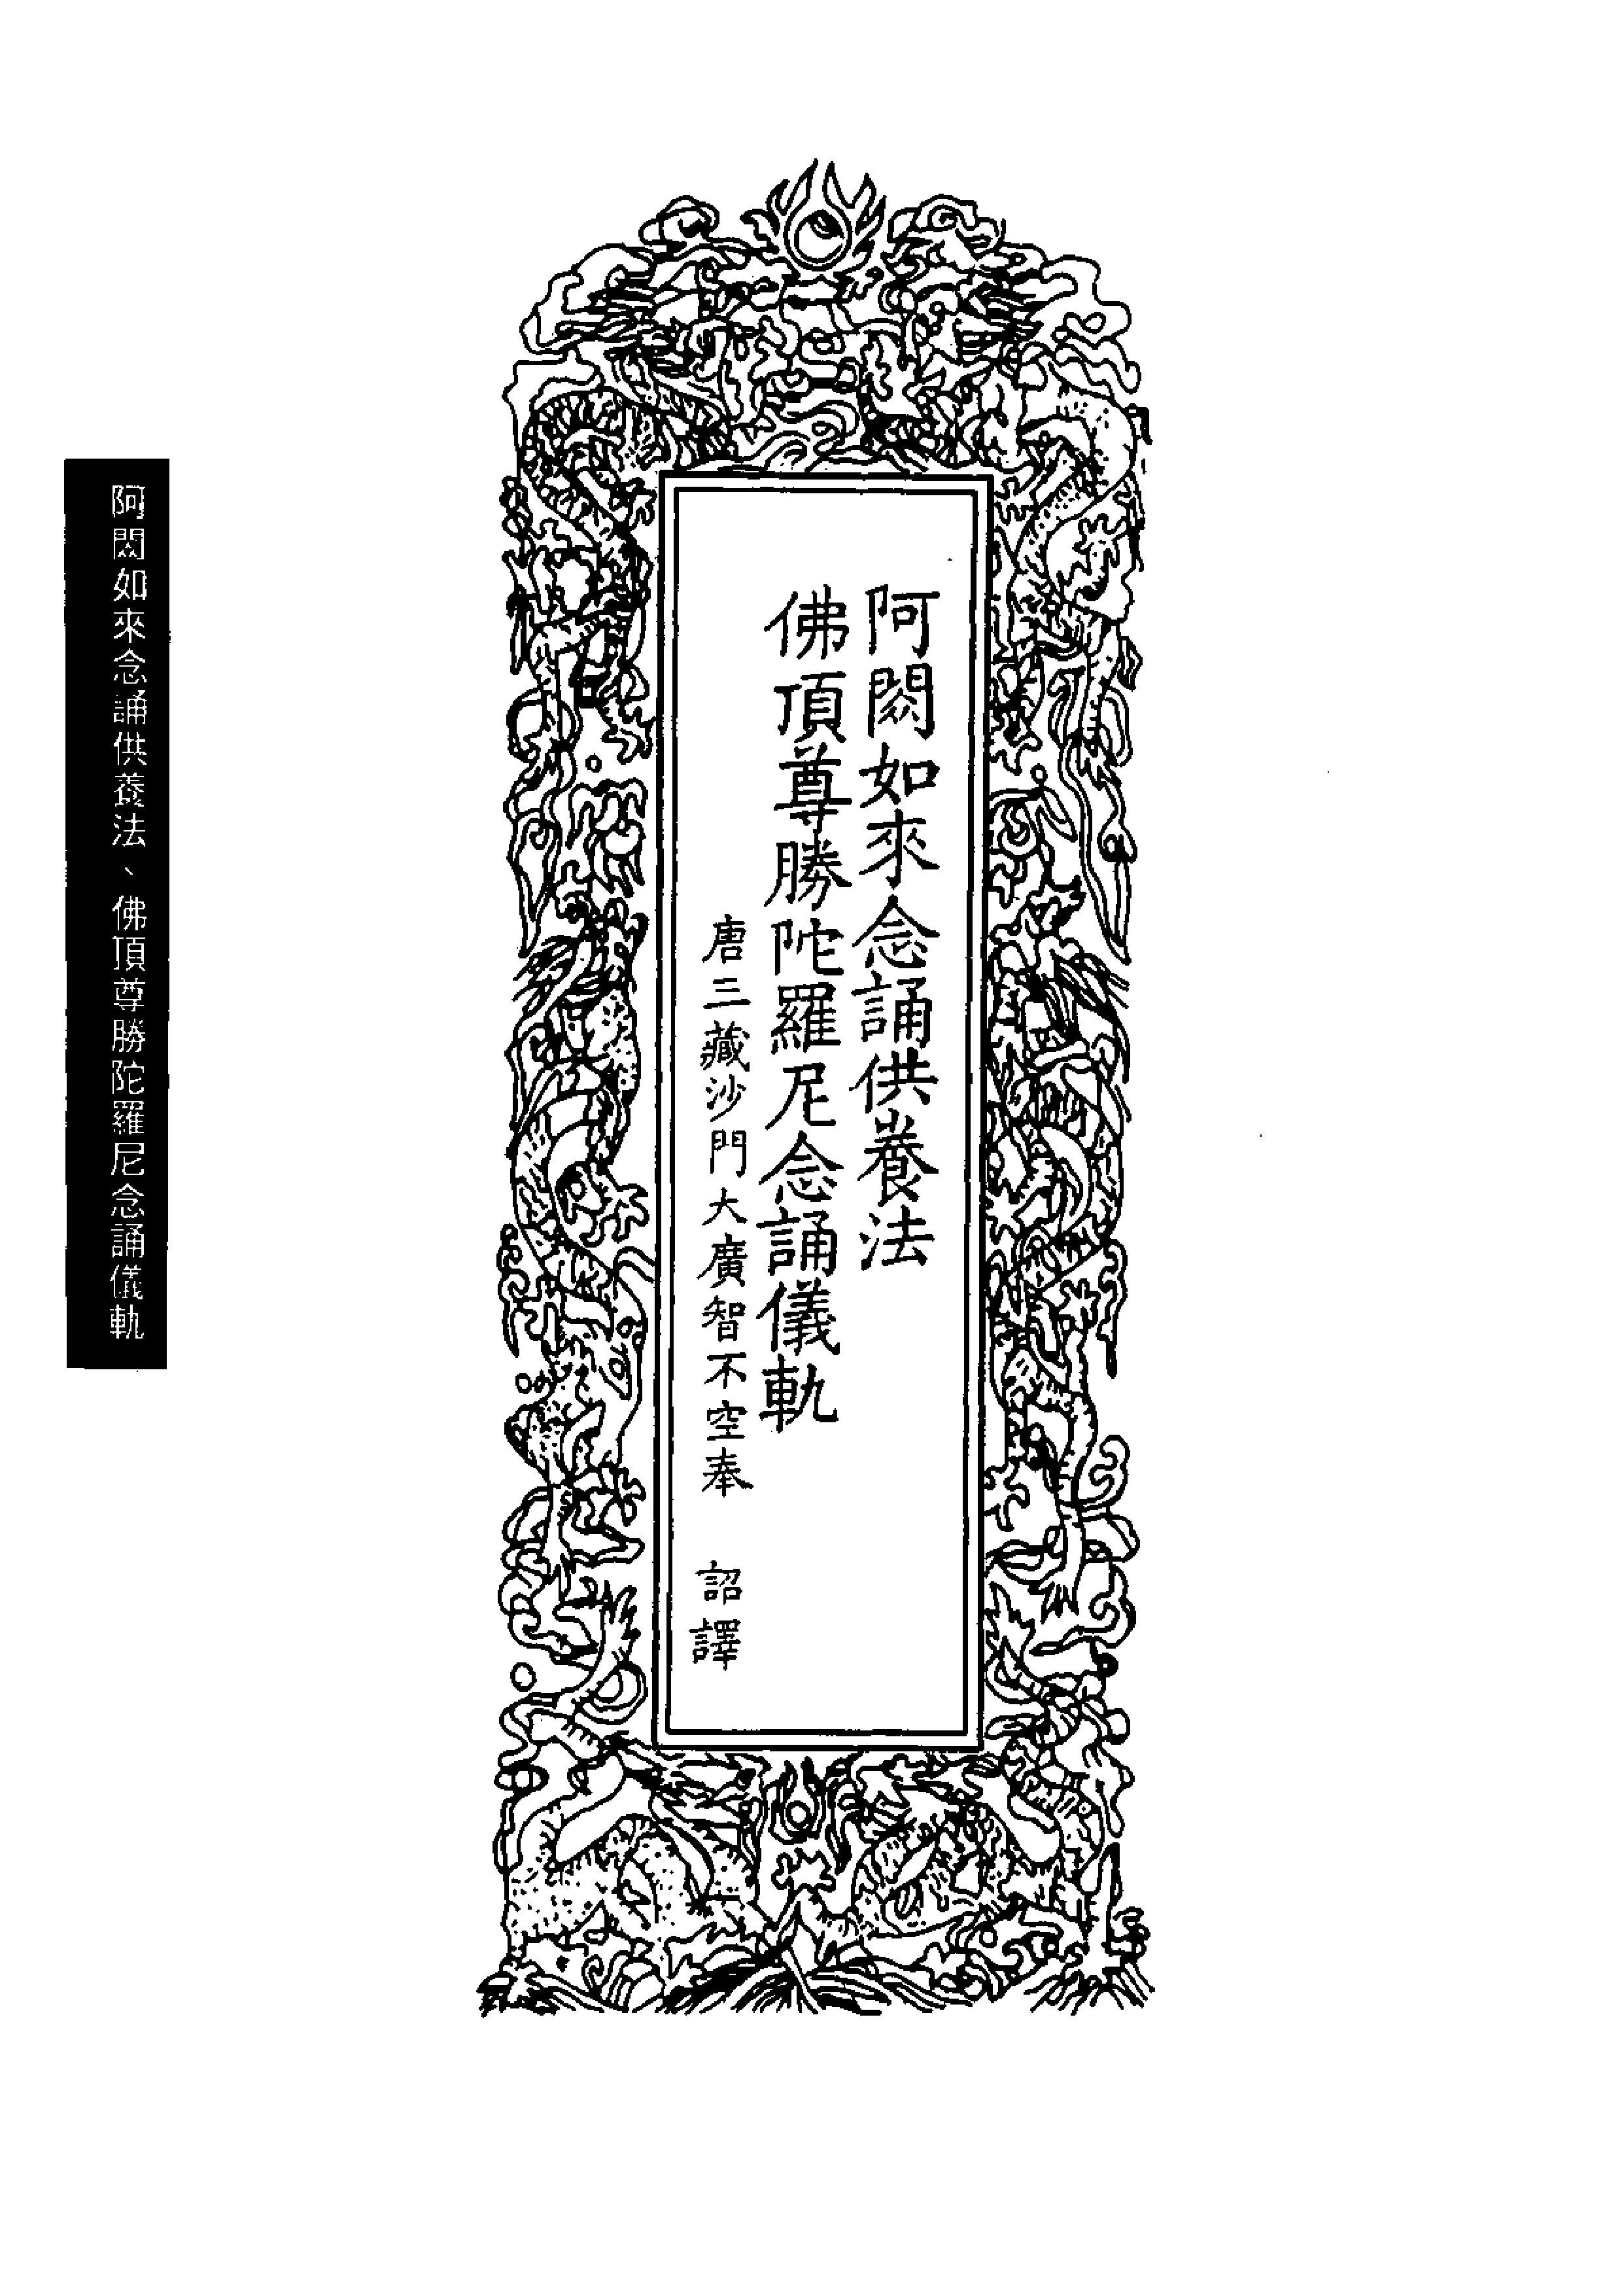 阿閦如來念誦供養法
佛頂尊勝陀羅尼念誦儀軌
唐三藏沙門大廣智不空奉　詔譯
阿閦如來念誦供養法、佛頂尊勝陀羅尼念誦儀軌